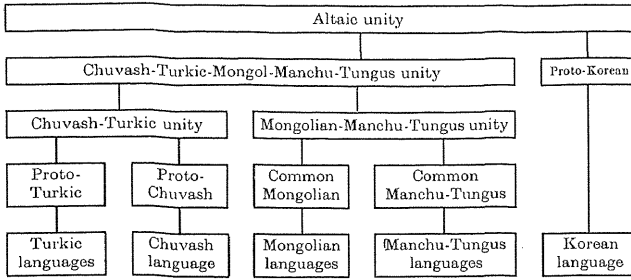 Altaic unity
Chuvash-Turkic-Mongol-Manchu-Tungus unity
Proto-Korean
Chuvash-Turkic unity
Mongolian-Manchu-Tungus unity
Proto-
Turkic
Proto-
Chuvash
Common
Mongolian
Common
Manchu-Tungus
Turkic
languages
Chuvash
language
Mongolian
languages
Manchu-Tungus
languages
Korean
language